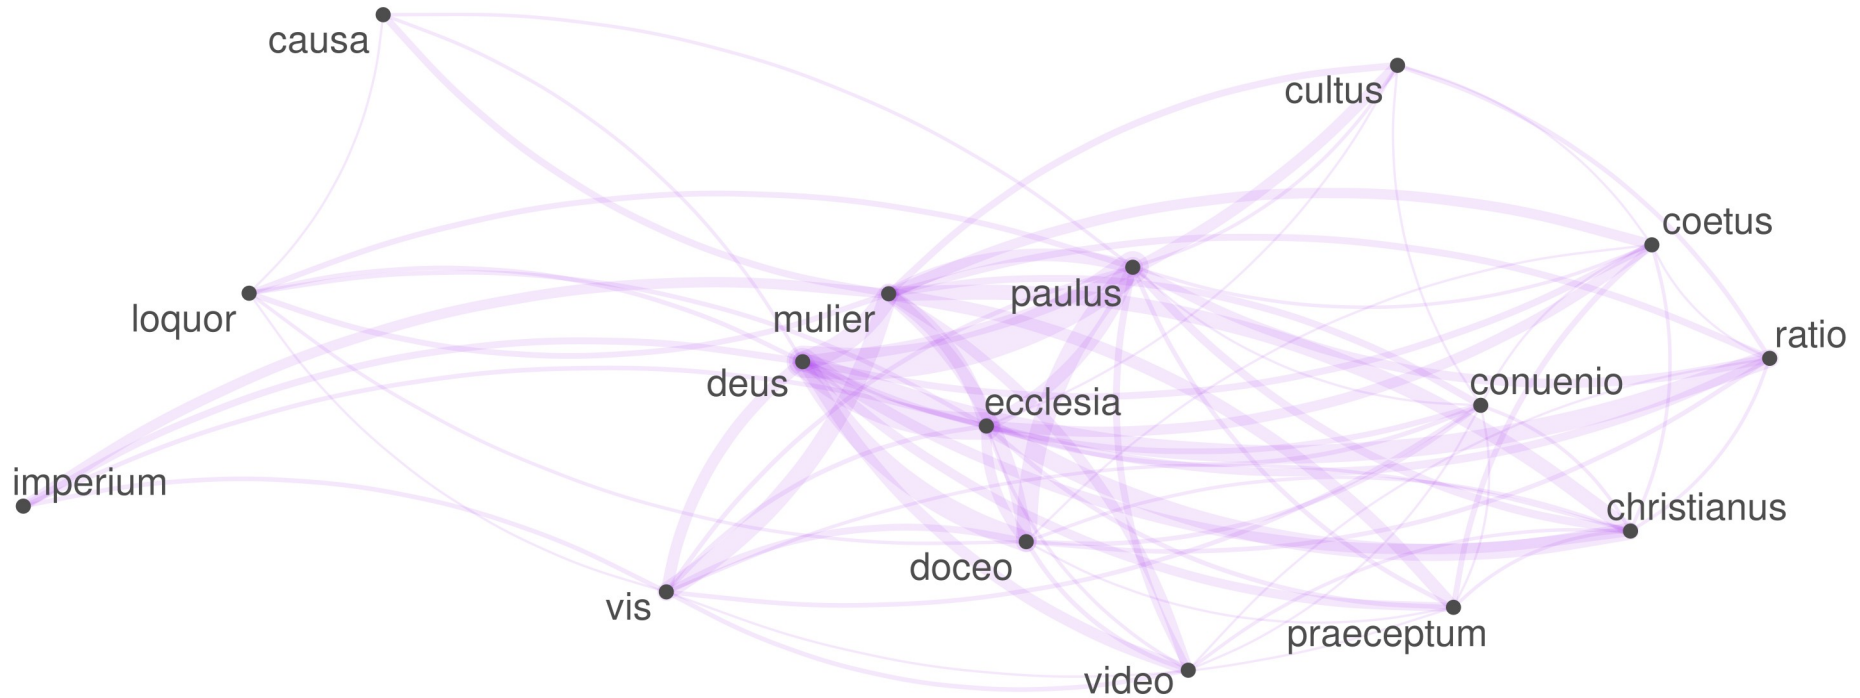 causa
cultus
coetus
loquor
mulier
paulus
ratio
deus
conuenio
ecclesia
imperium
christianus
doceo
vis
praeceptum
video